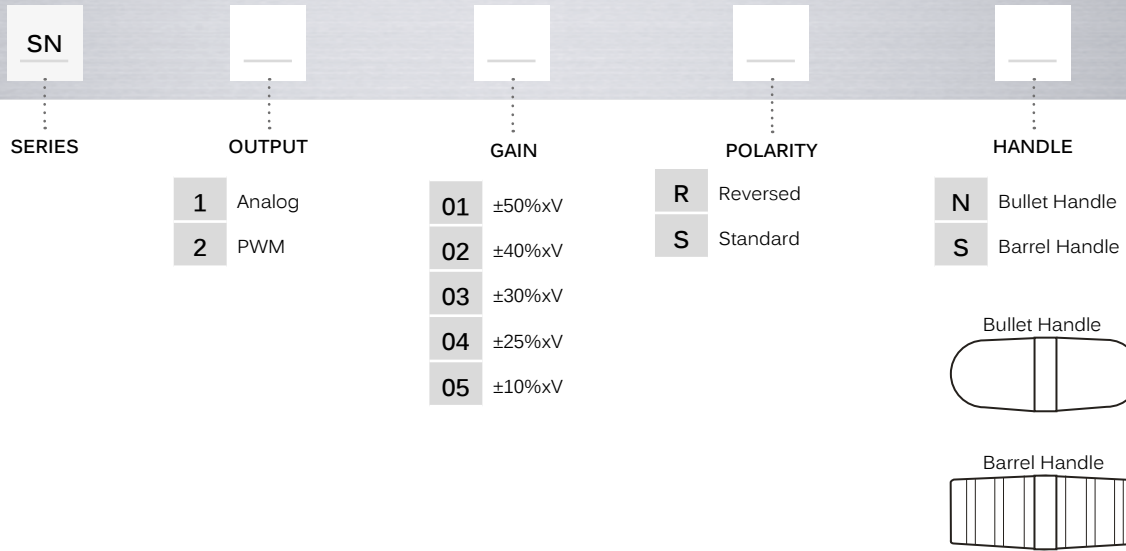 SN
SERIES
OUTPUT
1 Analog
2 PWM
GAIN
01 ±50%xV
02 ±40%xV
03 ±30%xV
04 ±25%xV
05 ±10%xV
POLARITY
R Reversed
S Standard
HANDLE
N Bullet Handle
S Barrel Handle
Bullet Handle
Barrel Handle